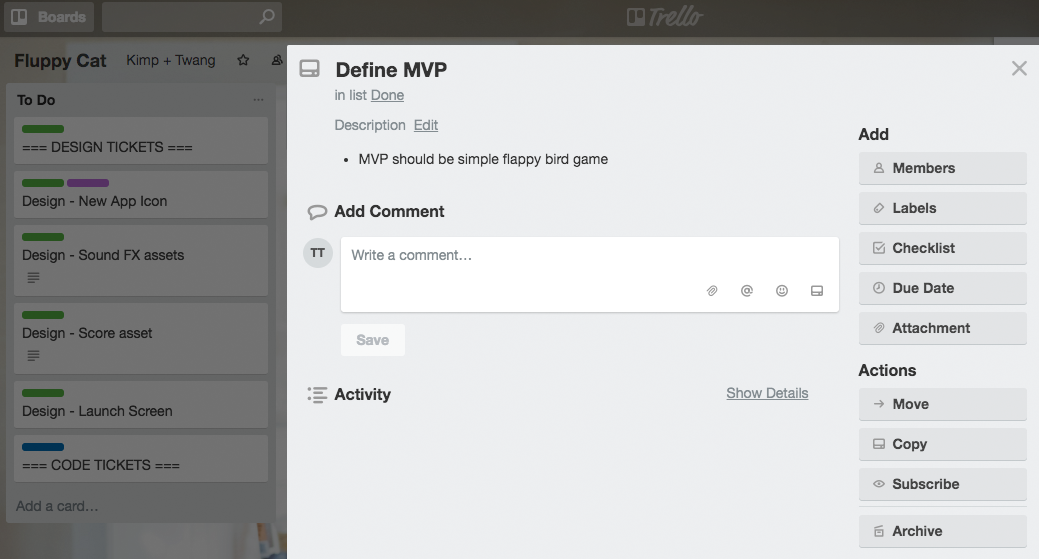 Boards
Trello
Fluppy Cat Kimp + Twang
To Do
=== DESIGN TICKETS ===
Design - New App Icon
Design - Sound FX assets
Design - Score asset
Design - Launch Screen
=== CODE TICKETS ===
Add a card…
Define MVP
in list Done
Description Edit
• MVP should be simple flappy bird game
Add Comment
TT
Write a comment…
@
Save
Activity Show Details
Add
Members
Labels
Checklist
Due Date
Attachment
Actions
Move
Copy
Subscribe
Archive